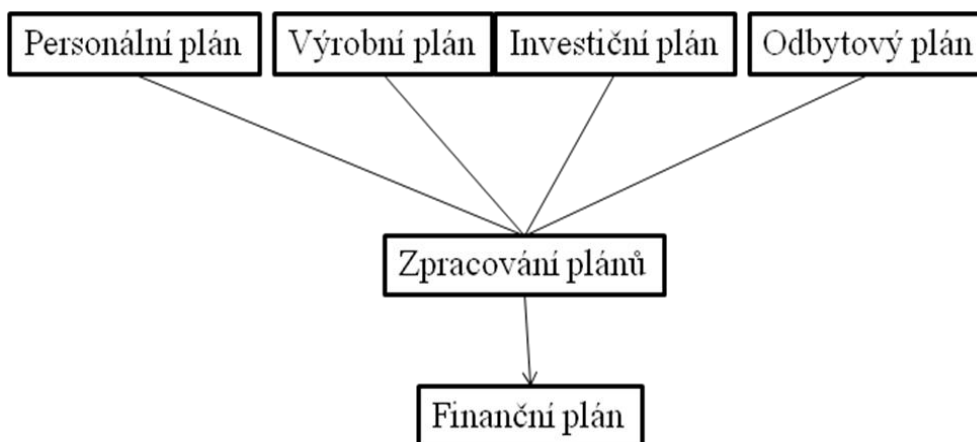 Personální plán
Výrobní plán
Investiční plán
Odbytový plán
Zpracování plánů
Finanční plán